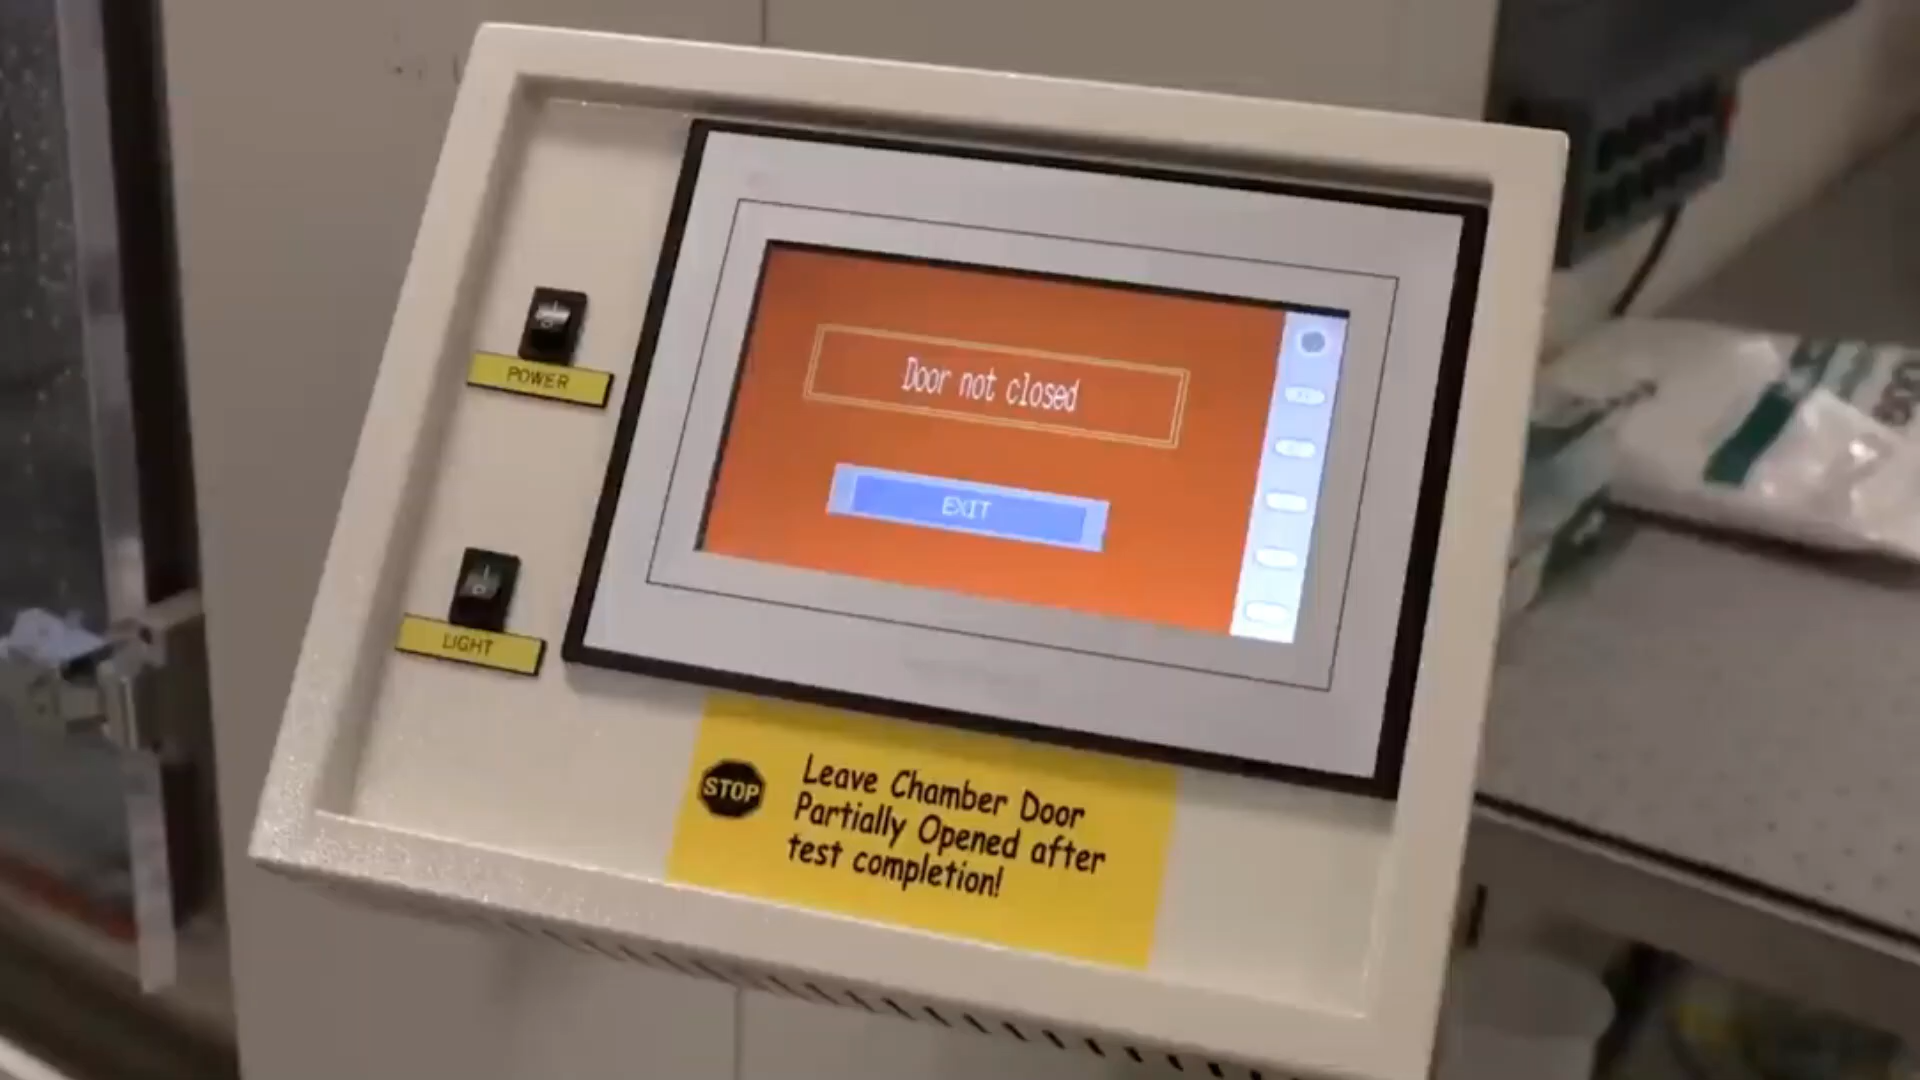 Door not closed
EXIT
POWER
LIGHT
STOP
Leave Chamber Door
Partially Opened after
test completion!